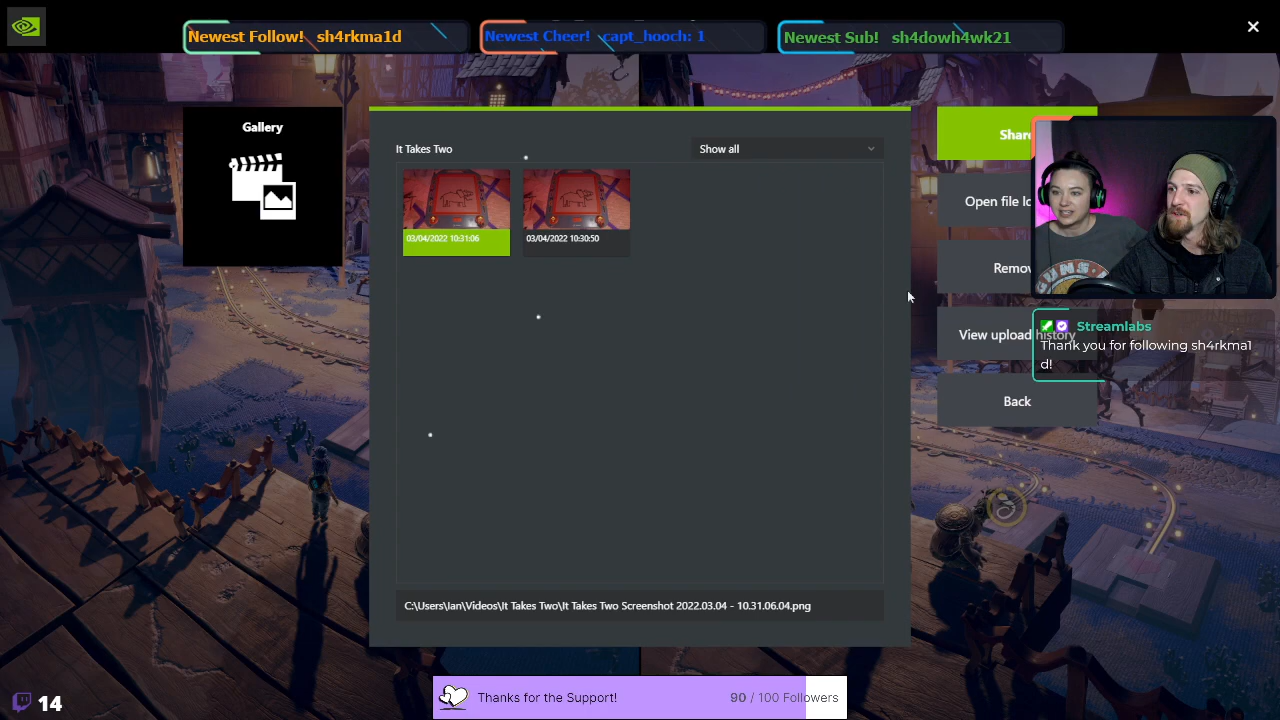 Newest Follow! sh4rkma1d
Newest Cheer! capt_hooch: 1
Newest Sub! sh4dowh4wk21
Gallery
It Takes Two
Show all
03/04/2022 10:31:06
03/04/2022 10:30:50
Share
Open file lo
Remov
View upload history
Back
Streamlabs
Thank you for following sh4rkma1
d!
C:\Users\Ian\Videos\It Takes Two\It Takes Two Screenshot 2022.03.04 - 10.31.06.04.png
14
Thanks for the Support!
90 / 100 Followers